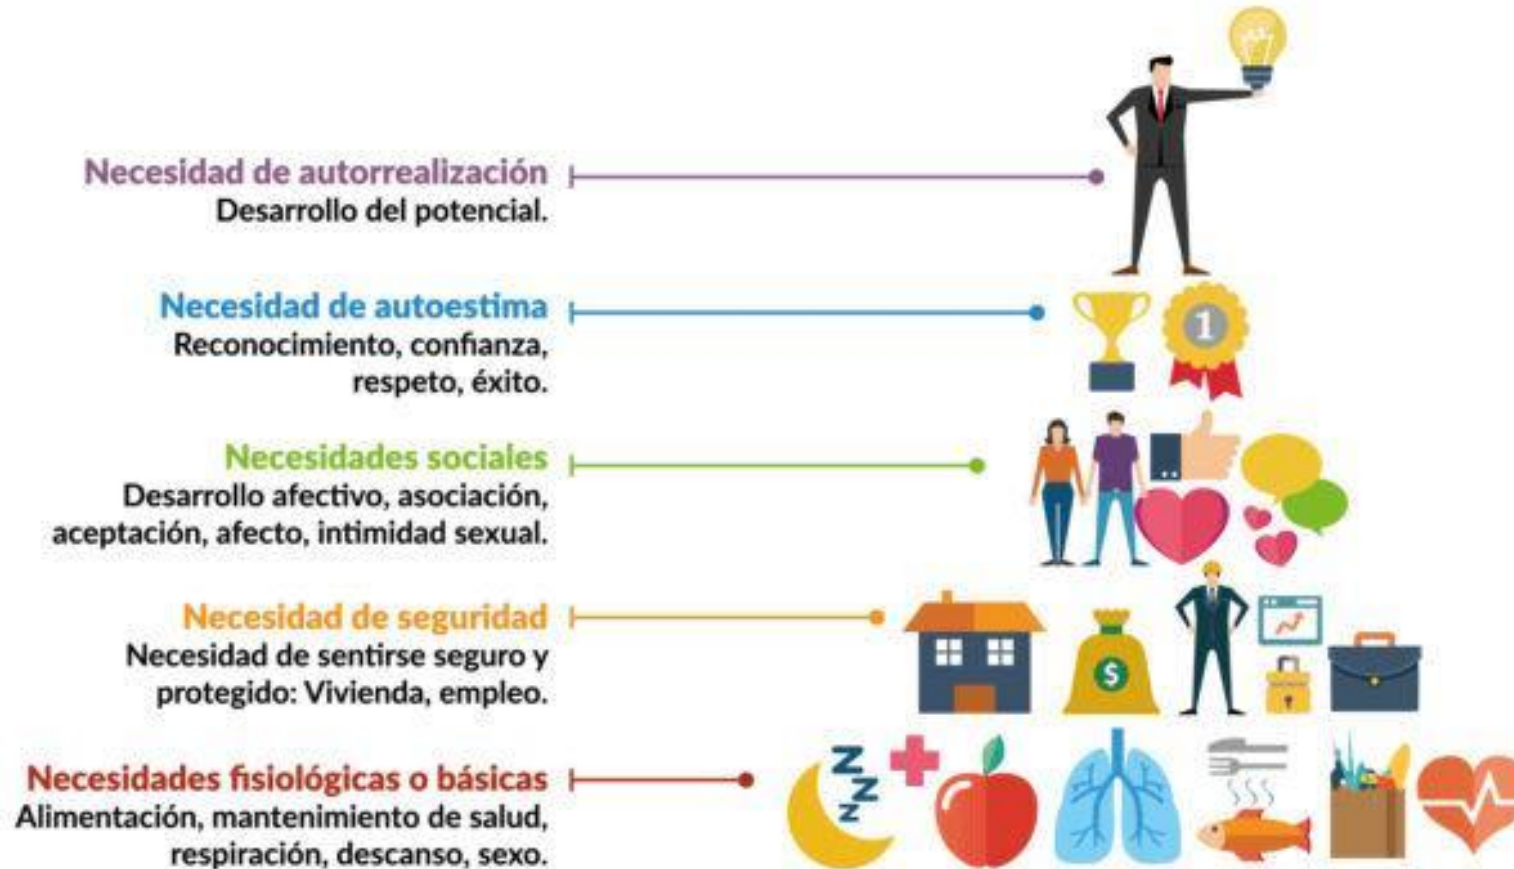 Necesidad de autorrealización
Desarrollo del potencial.
Necesidad de autoestima
Reconocimiento, confianza,
respeto, éxito.
1
Necesidades sociales
Desarrollo afectivo, asociación,
aceptación, afecto, intimidad sexual.
Necesidad de seguridad
Necesidad de sentirse seguro y
protegido: Vivienda, empleo.
$
Necesidades fisiológicas o básicas
Alimentación, mantenimiento de salud,
respiración, descanso, sexo.
N
N
N
N